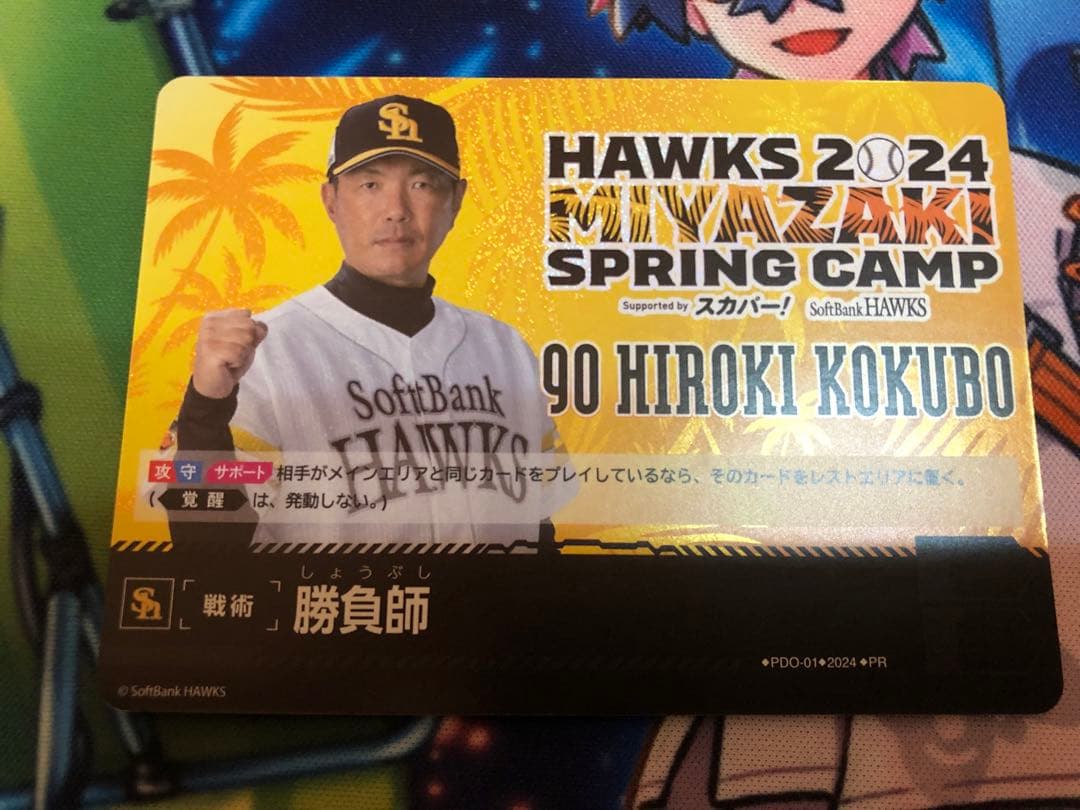 Sh
HAWKS 2024
MIYAZAKI
SPRING CAMP
Supported by スカパー! SoftBank HAWKS
90 HIROKI KOKUBO
SoftBank
HAWKS
攻 守 サポート 相手がメインエリアと同じカードをプレイしているなら、そのカードをレストエリアに置く。
(覚醒は、発動しない。)
しょうぶし
Sh [戦術] 勝負師
◆PDO-01◆2024◆PR
© SoftBank HAWKS